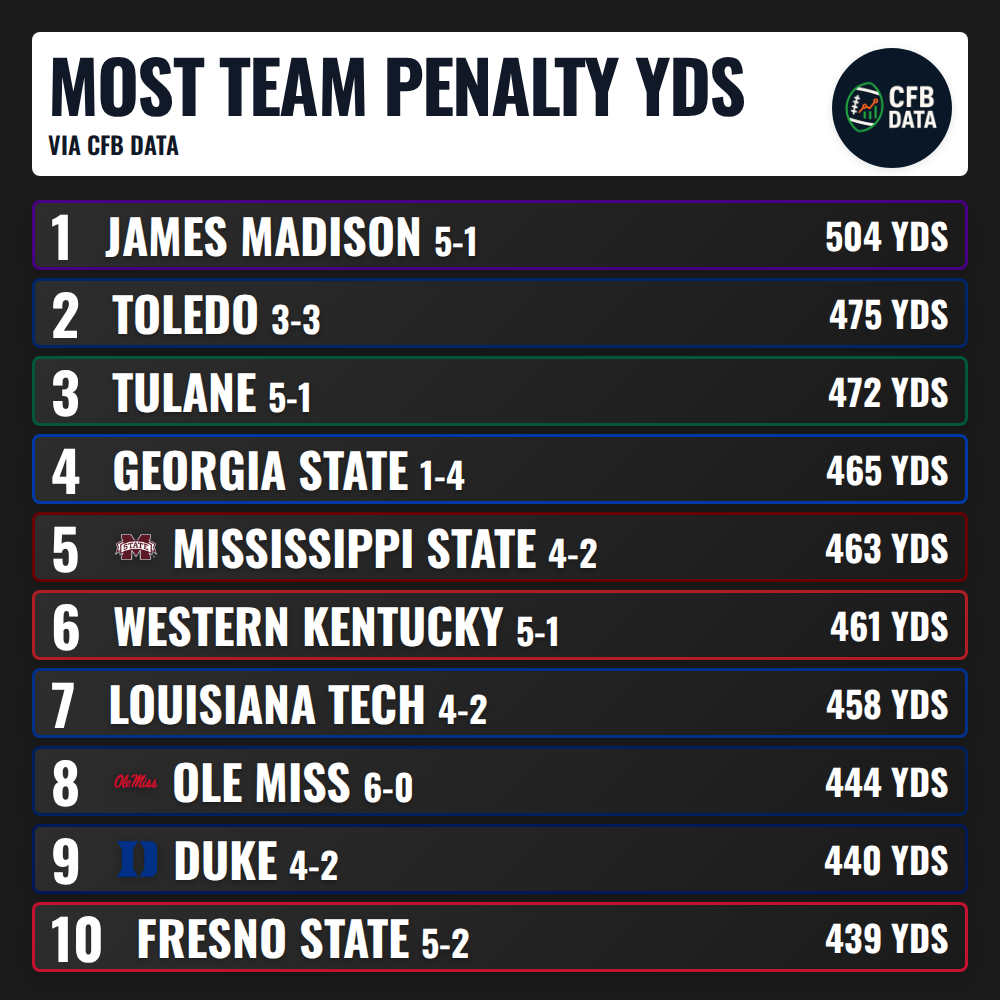 MOST TEAM PENALTY YDS
VIA CFB DATA
CFB
DATA
1 JAMES MADISON 5-1 504 YDS
2 TOLEDO 3-3 475 YDS
3 TULANE 5-1 472 YDS
4 GEORGIA STATE 1-4 465 YDS
5 STATE MISSISSIPPI STATE 4-2 463 YDS
6 WESTERN KENTUCKY 5-1 461 YDS
7 LOUISIANA TECH 4-2 458 YDS
8 Ole Miss OLE MISS 6-0 444 YDS
9 D DUKE 4-2 440 YDS
10 FRESNO STATE 5-2 439 YDS